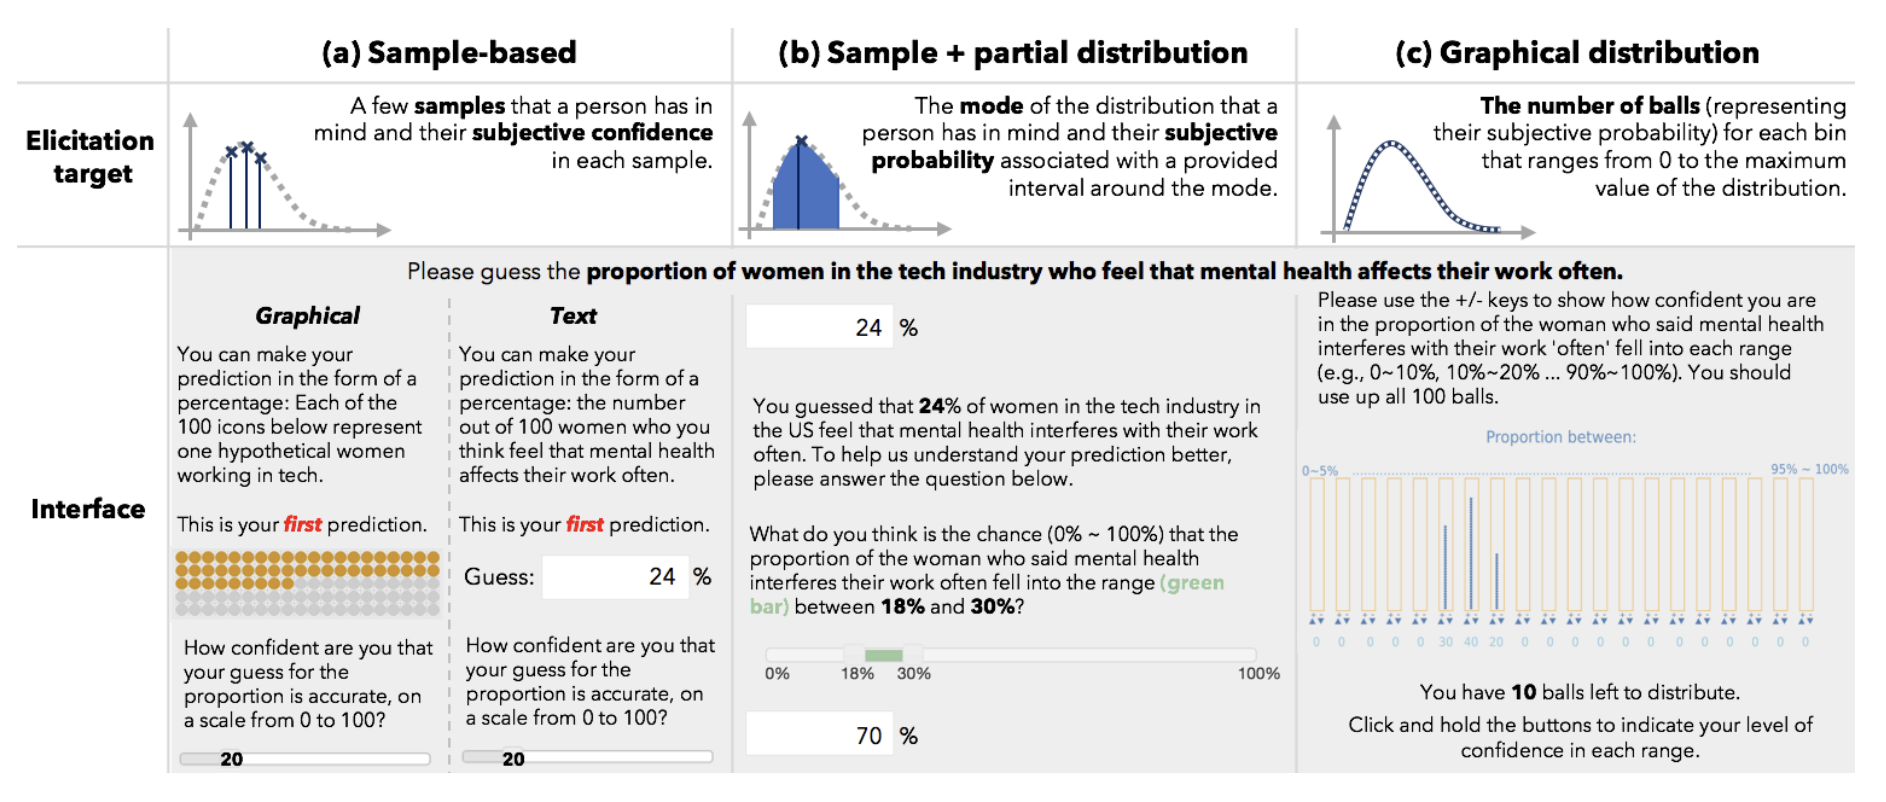 (a) Sample-based
(b) Sample + partial distribution
(c) Graphical distribution
Elicitation
target
A few samples that a person has in
mind and their subjective confidence
in each sample.
The mode of the distribution that a
person has in mind and their subjective
probability associated with a provided
interval around the mode.
The number of balls (representing
their subjective probability) for each bin
that ranges from 0 to the maximum
value of the distribution.
Interface
Please guess the proportion of women in the tech industry who feel that mental health affects their work often.
Graphical
You can make your
prediction in the form of a
percentage: Each of the
100 icons below represent
one hypothetical women
working in tech.
This is your first prediction.
How confident are you that
your guess for the
proportion is accurate, on
a scale from 0 to 100?
20
Text
You can make your
prediction in the form of a
percentage: the number
out of 100 women who you
think feel that mental health
affects their work often.
This is your first prediction.
Guess: 24 %
How confident are you that
your guess for the
proportion is accurate, on
a scale from 0 to 100?
20
24 %
You guessed that 24% of women in the tech industry in
the US feel that mental health interferes with their work
often. To help us understand your prediction better,
please answer the question below.
What do you think is the chance (0% ~ 100%) that the
proportion of the woman who said mental health
interferes their work often fell into the range (green
bar) between 18% and 30%?
0% 18% 30% 100%
70 %
Please use the +/- keys to show how confident you are
in the proportion of the woman who said mental health
interferes with their work 'often' fell into each range
(e.g., 0~10%, 10%~20% ... 90%~100%). You should
use up all 100 balls.
Proportion between:
0~5% 95% ~ 100%
0 0 0 0 0 30 40 20 0 0 0 0 0 0 0 0 0 0 0 0
You have 10 balls left to distribute.
Click and hold the buttons to indicate your level of
confidence in each range.